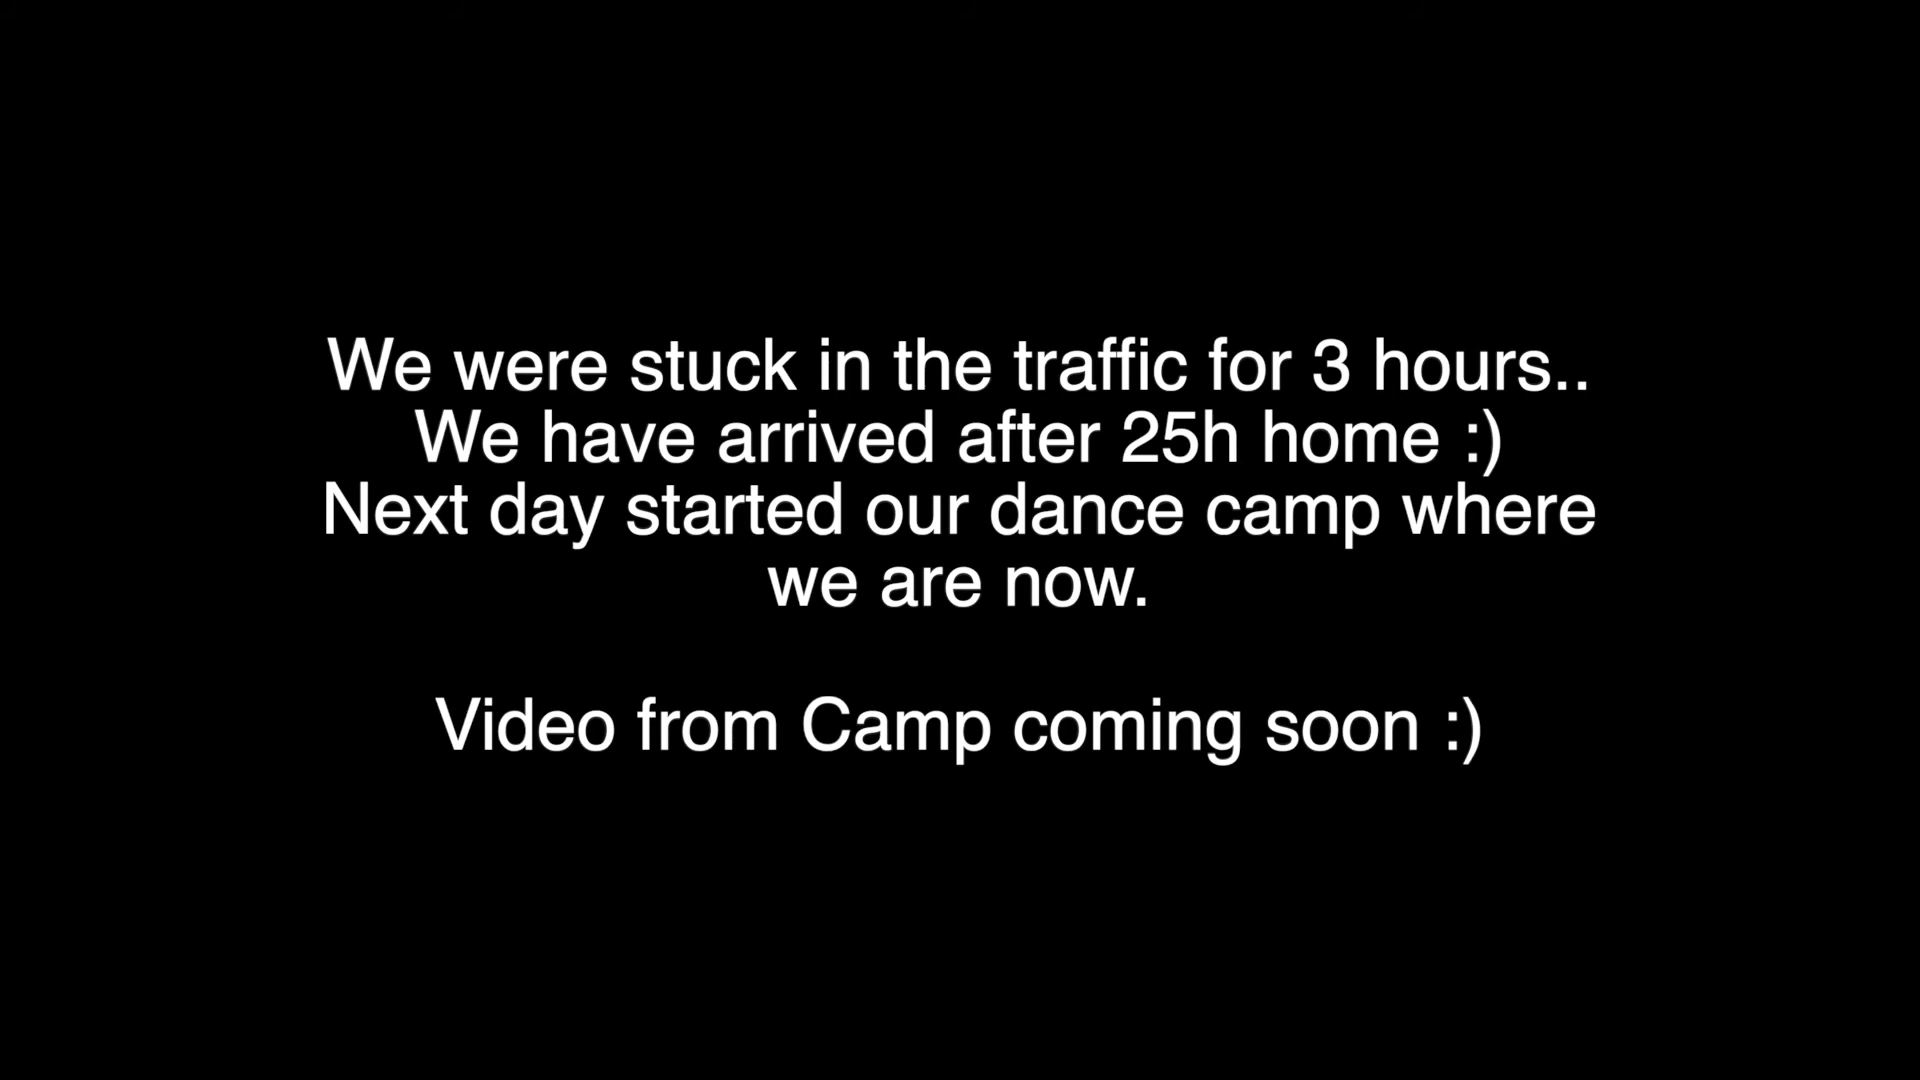 We were stuck in the traffic for 3 hours..
We have arrived after 25h home :)
Next day started our dance camp where
we are now.
Video from Camp coming soon :)